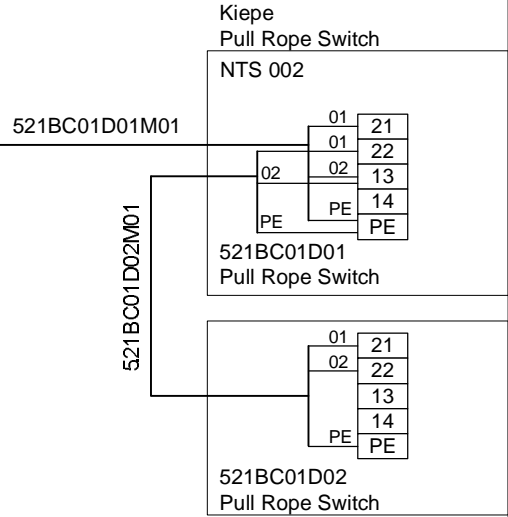 Kiepe
Pull Rope Switch
NTS 002
521BC01D01M01
01
21
01
22
02
02
13
14
PE
PE
PE
521BC01D01
Pull Rope Switch
521BC01D02M01
01
21
02
22
13
14
PE
PE
521BC01D02
Pull Rope Switch